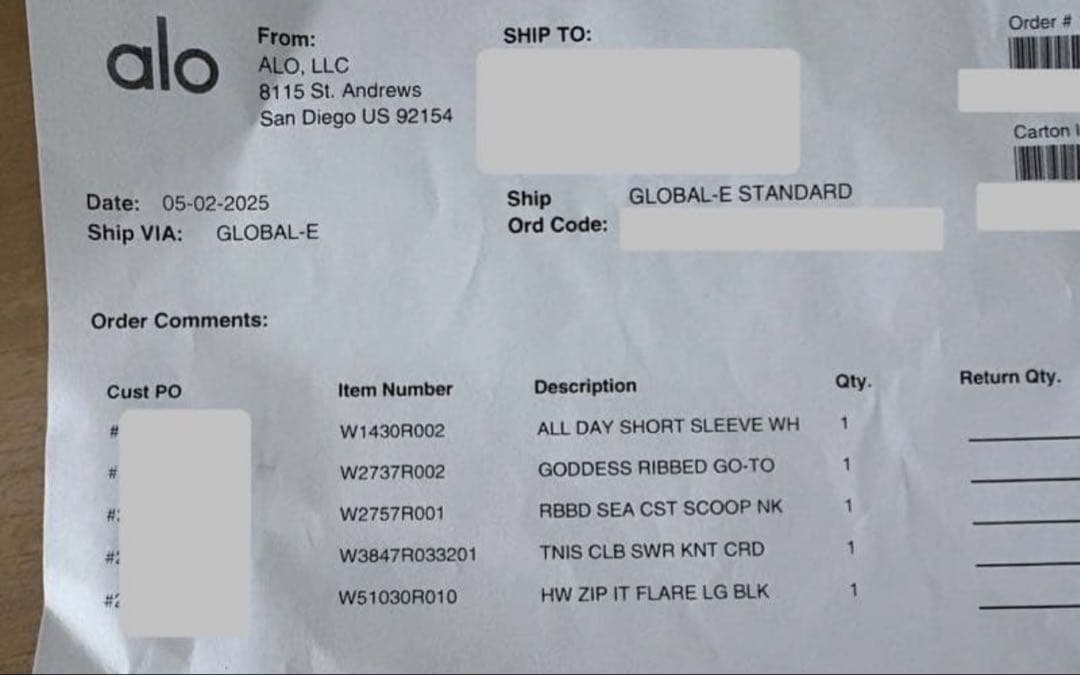 alo
From:
ALO, LLC
8115 St. Andrews
San Diego US 92154
SHIP TO:
Order #
Carton
Date: 05-02-2025
Ship VIA: GLOBAL-E
Ship GLOBAL-E STANDARD
Ord Code:
Order Comments:
Cust PO Item Number Description Qty. Return Qty.
# W1430R002 ALL DAY SHORT SLEEVE WH 1
# W2737R002 GODDESS RIBBED GO-TO 1
# W2757R001 RBBD SEA CST SCOOP NK 1
# W3847R033201 TNIS CLB SWR KNT CRD 1
# W51030R010 HW ZIP IT FLARE LG BLK 1